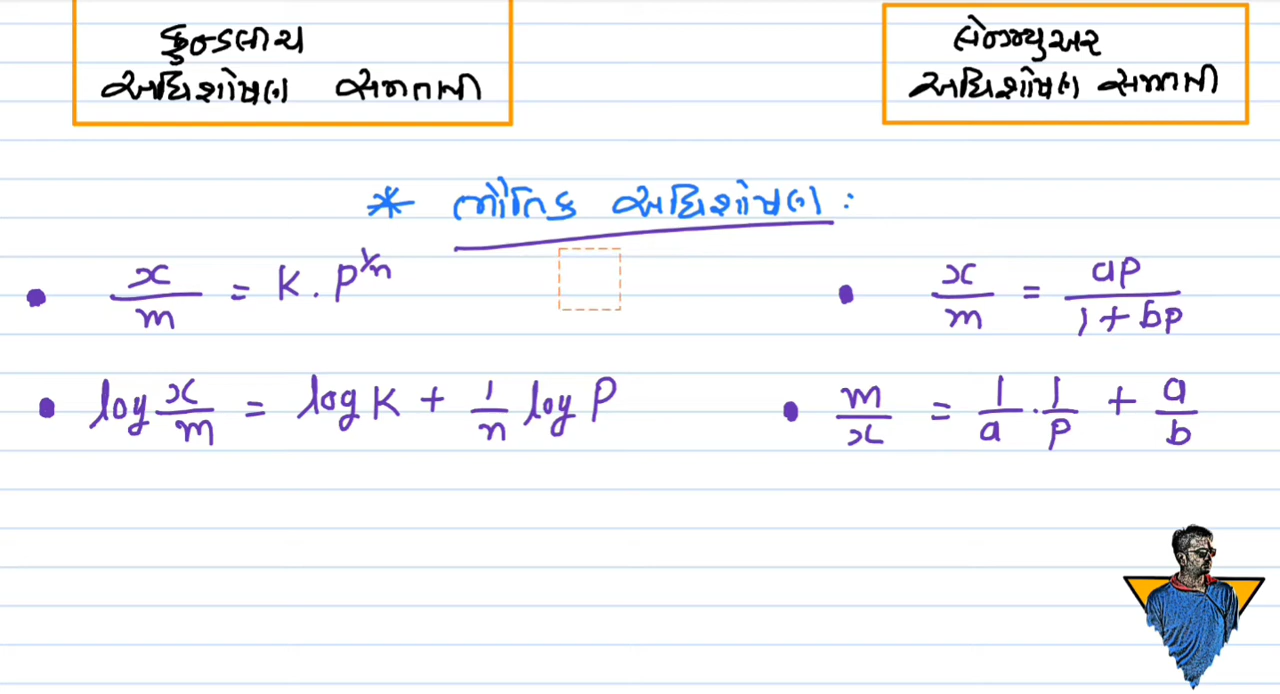 ફ્રુન્ડલીચ
અધિશોષણ સમતાપી
લેન્ગ્મ્યુઅર
અધિશોષણ સમતાપી
* ભૌતિક અધિશોષણ :
• x/m = K . P^1/n
• x/m = ap/(1 + bp)
• log x/m = log K + 1/n log P
• m/x = 1/a . 1/P + a/b